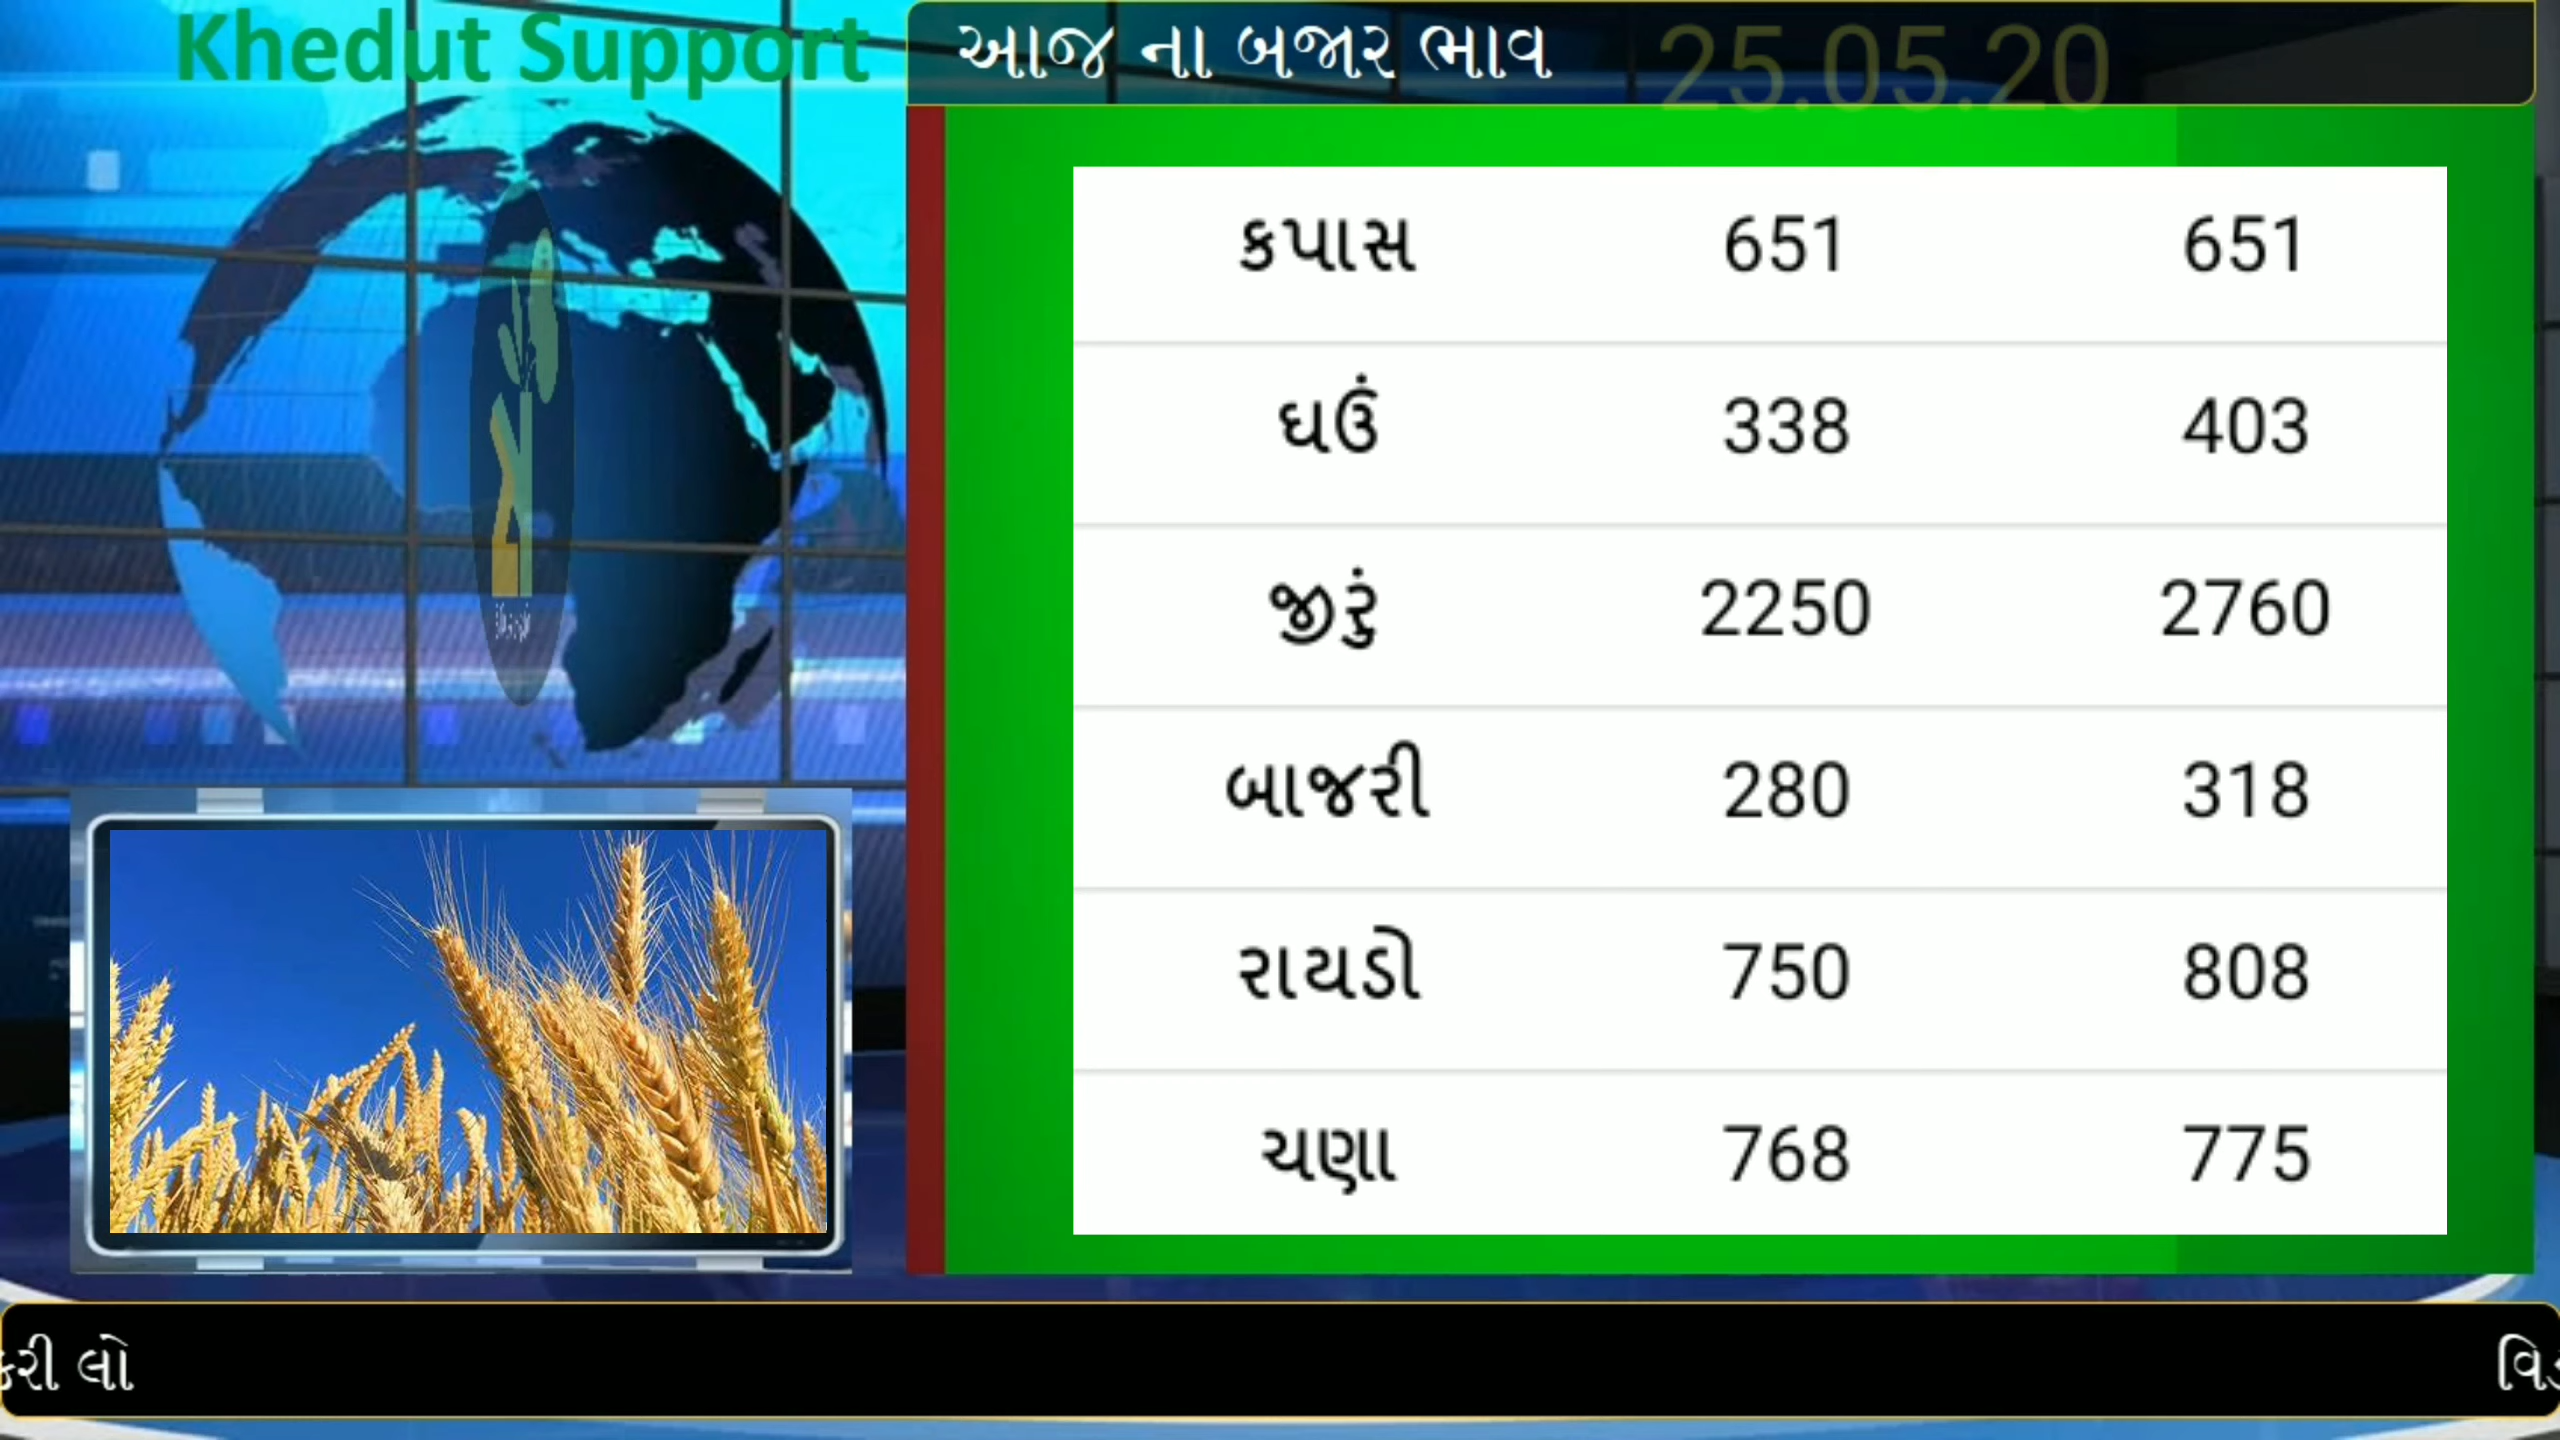 Khedut Support
આજ ના બજાર ભાવ 25.05.20
કપાસ 651 651
ઘઉં 338 403
જીરું 2250 2760
બાજરી 280 318
રાયડો 750 808
ચણા 768 775
કરી લો